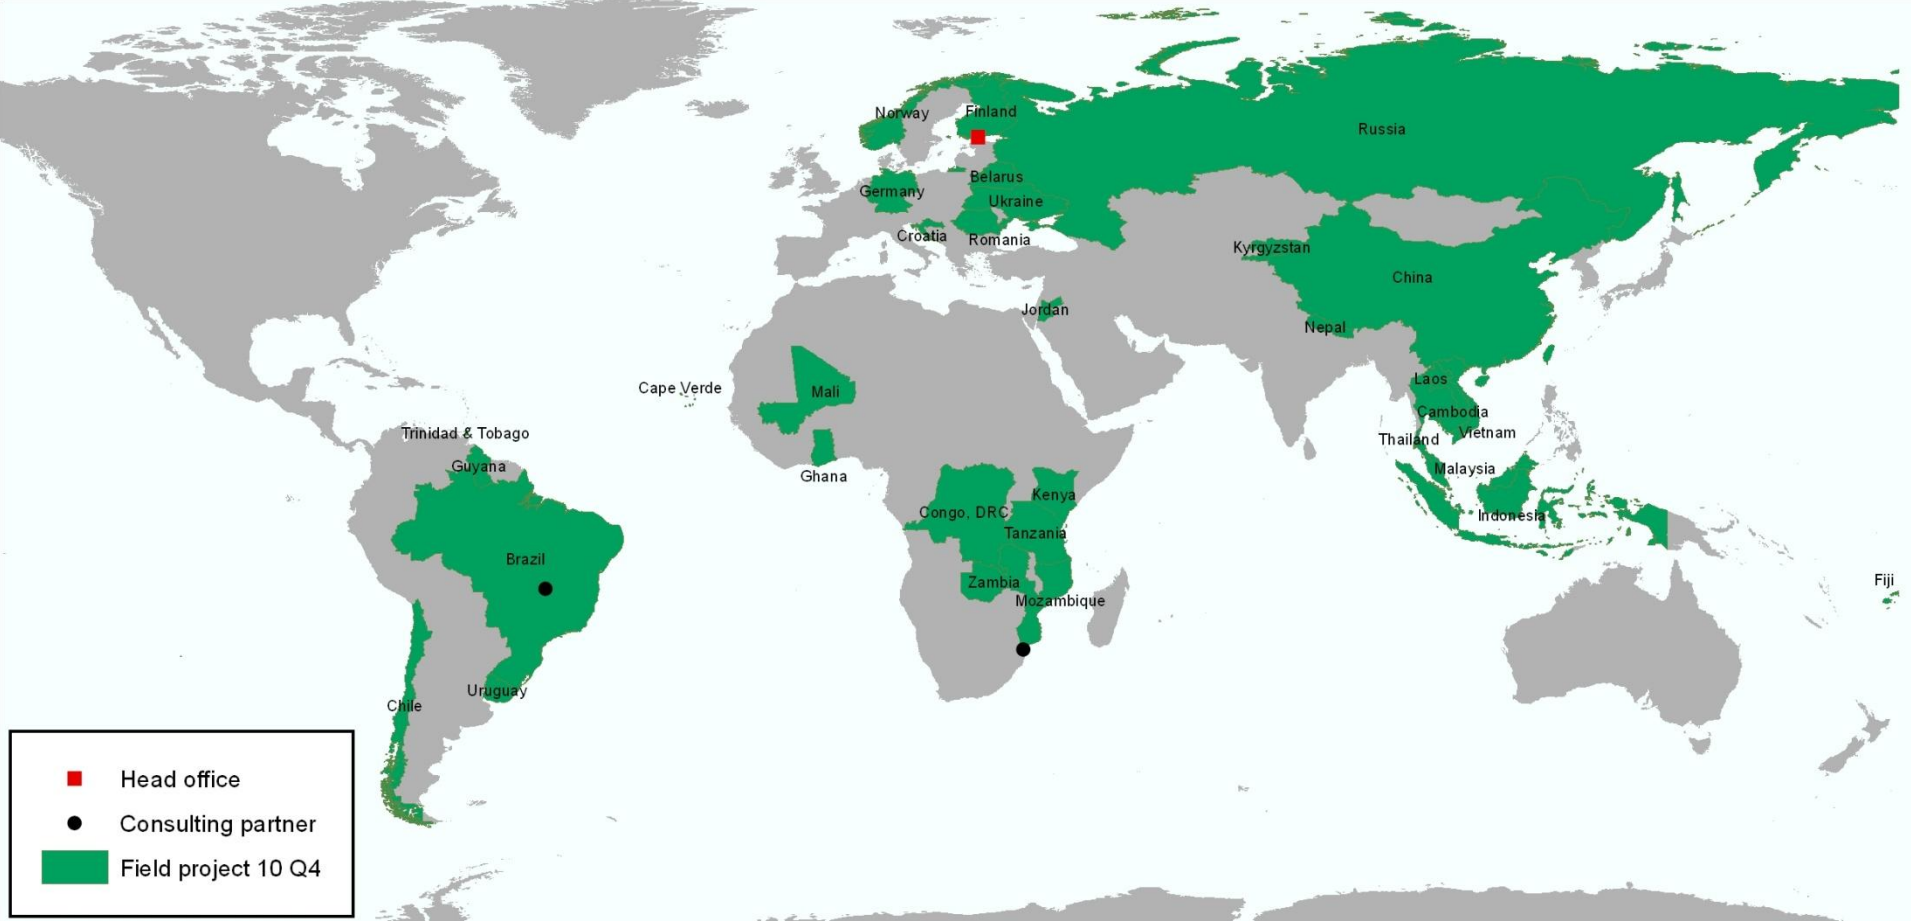 Norway
Finland
Russia
Belarus
Germany
Ukraine
Croatia
Romania
Kyrgyzstan
China
Jordan
Nepal
Cape Verde
Mali
Laos
Cambodia
Trinidad & Tobago
Vietnam
Thailand
Guyana
Malaysia
Ghana
Kenya
Congo, DRC
Indonesia
Tanzania
Brazil
Zambia
Fiji
Mozambique
Uruguay
Chile
Head office
Consulting partner
Field project 10 Q4